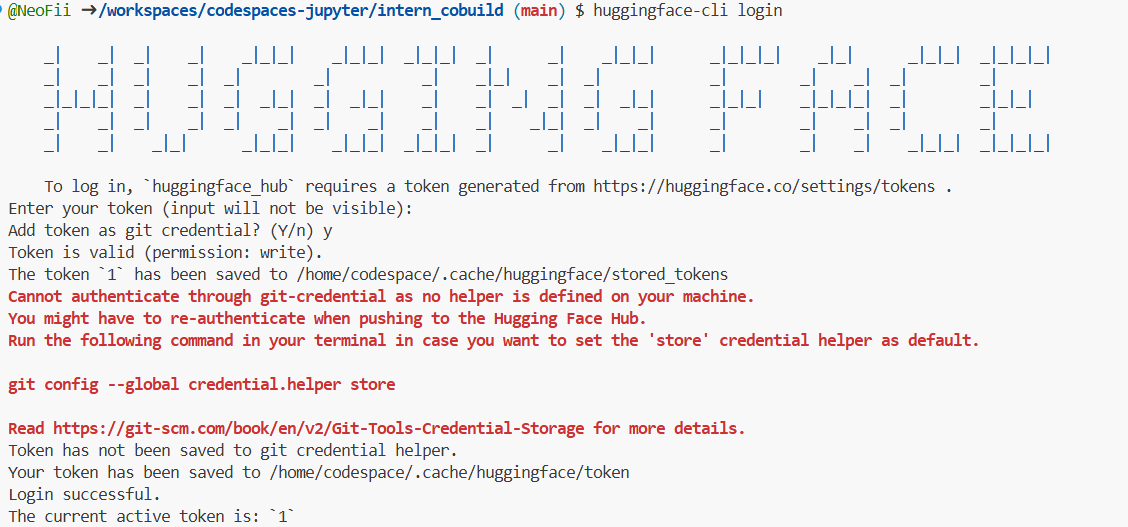 @NeoFii ➜/workspaces/codespaces-jupyter/intern_cobuild (main) $ huggingface-cli login
HUGGING FACE
To log in, `huggingface_hub` requires a token generated from https://huggingface.co/settings/tokens .
Enter your token (input will not be visible):
Add token as git credential? (Y/n) y
Token is valid (permission: write).
The token `1` has been saved to /home/codespace/.cache/huggingface/stored_tokens
Cannot authenticate through git-credential as no helper is defined on your machine.
You might have to re-authenticate when pushing to the Hugging Face Hub.
Run the following command in your terminal in case you want to set the 'store' credential helper as default.
git config --global credential.helper store
Read https://git-scm.com/book/en/v2/Git-Tools-Credential-Storage for more details.
Token has not been saved to git credential helper.
Your token has been saved to /home/codespace/.cache/huggingface/token
Login successful.
The current active token is: `1`